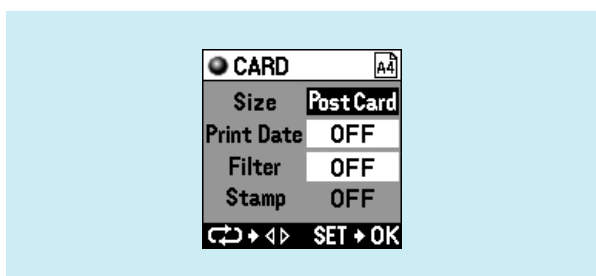 CARD A4
Size Post Card
Print Date OFF
Filter OFF
Stamp OFF
SET OK